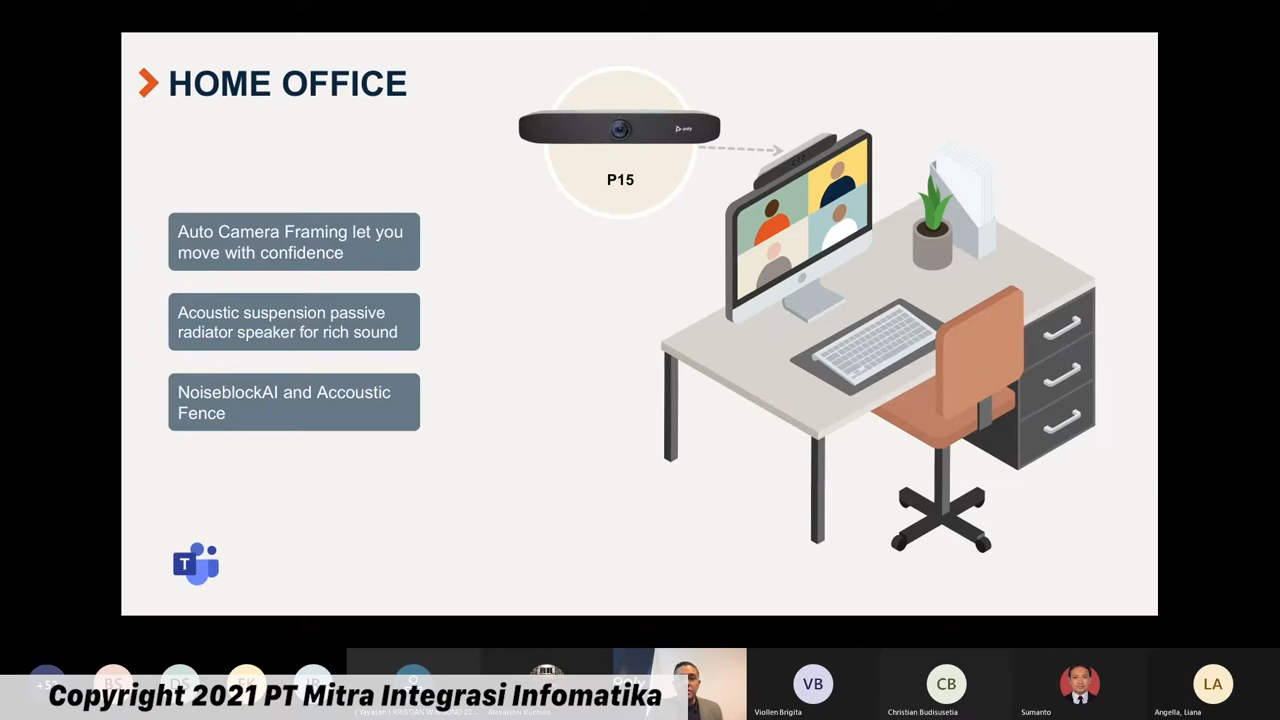 HOME OFFICE
poly
P15
Auto Camera Framing let you
move with confidence
Acoustic suspension passive
radiator speaker for rich sound
NoiseblockAI and Accoustic
Fence
T
VB
CB
LA
Copyright 2021 PT Mitra Integrasi Infomatika
Viollen Brigita
Christian Budisusetia
Sumanto
Angella, Liana